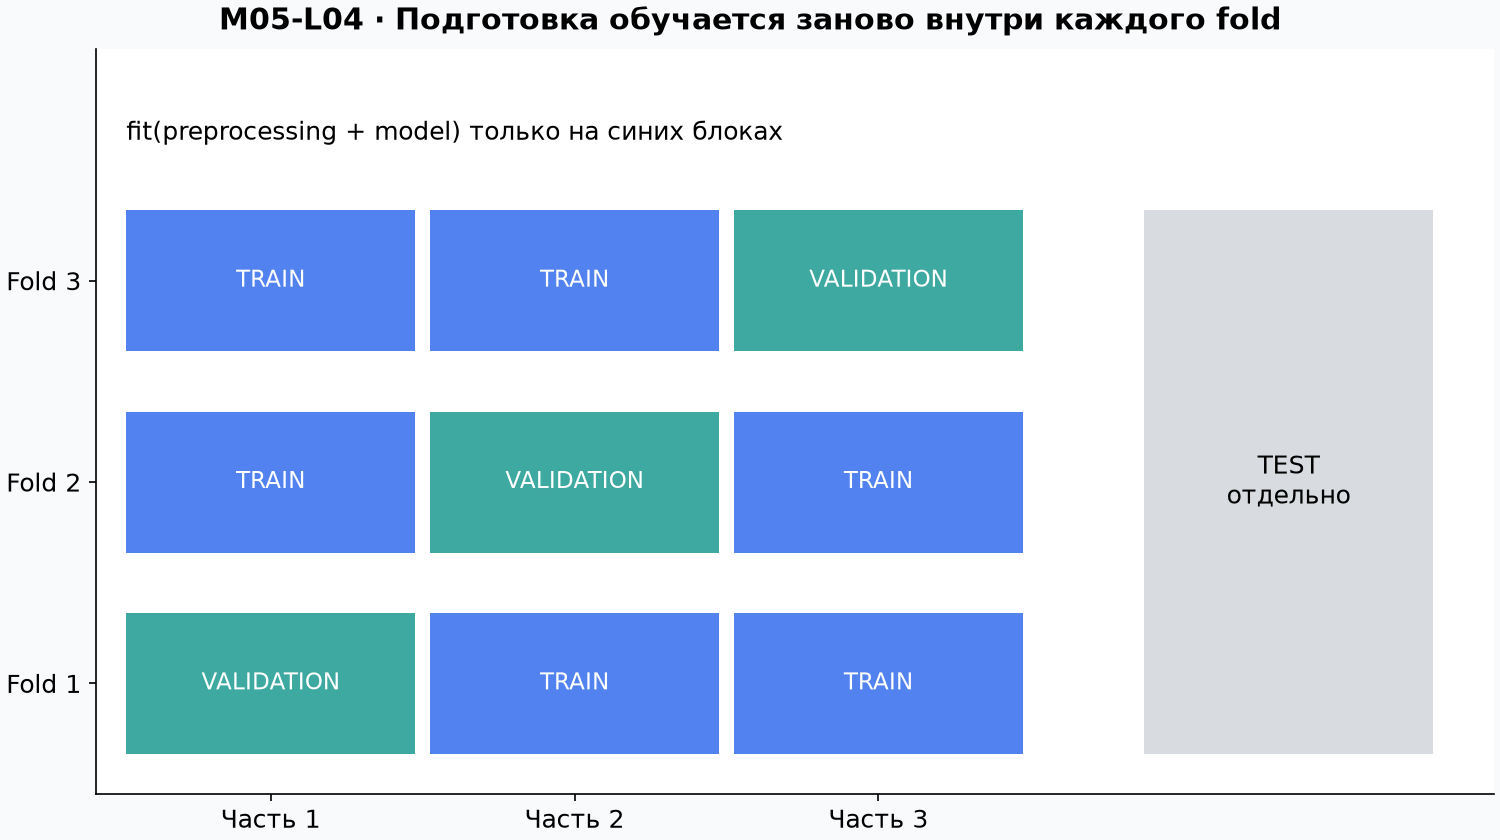 M05-L04 · Подготовка обучается заново внутри каждого fold
fit(preprocessing + model) только на синих блоках
Fold 3
TRAIN
TRAIN
VALIDATION
Fold 2
TRAIN
VALIDATION
TRAIN
TEST
отдельно
Fold 1
VALIDATION
TRAIN
TRAIN
Часть 1
Часть 2
Часть 3